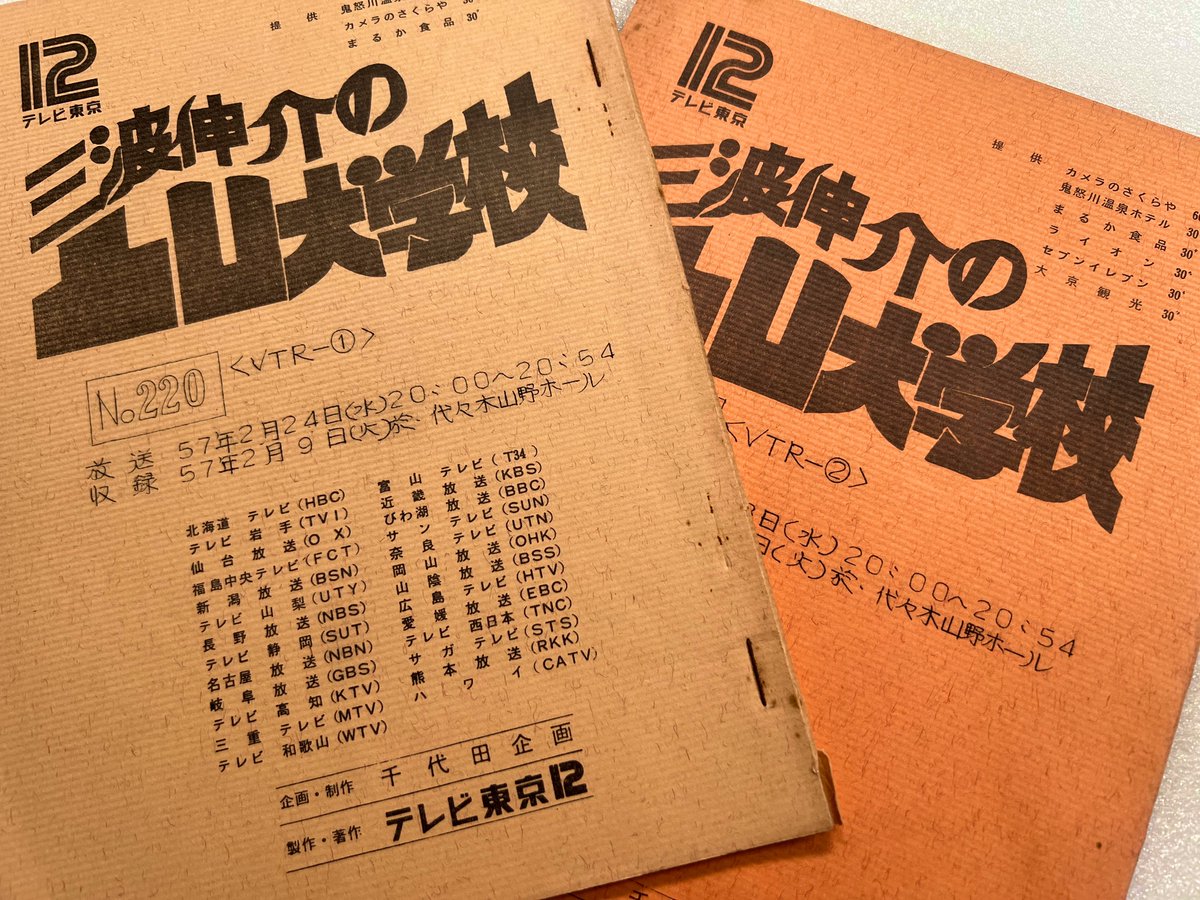 提供 鬼怒川温泉
カメラのさくらや
まるか食品 30"
12
テレビ東京
三波伸介の
凸凹大学校
No.220 <VTR-①>
放送 57年2月24日(水)20:00〜20:54
収録 57年2月9日(火)於:代々木山野ホール
北海道テレビ(HBC)
テレビ岩手(TVI)
仙台放送(OX)
福島中央テレビ(FCT)
新潟放送(BSN)
テレビ山梨(UTY)
長野放送(NBS)
テレビ静岡(SUT)
名古屋放送(NBN)
岐阜放送(GBS)
テレビ高知(KTV)
三重テレビ(MTV)
テレビ和歌山(WTV)
富山テレビ(T34)
近畿放送(KBS)
びわ湖放送(BBC)
サンテレビ(SUN)
奈良テレビ(UTN)
岡山放送(OHK)
山陰放送(BSS)
広島テレビ(HTV)
愛媛放送(EBC)
テレビ西日本(TNC)
サガテレビ(STS)
熊本放送(RKK)
ハワイ(CATV)
企画・制作 千代田企画
製作・著作 テレビ東京12
12
テレビ東京
提供 カメラのさくらや 60
鬼怒川温泉ホテル 30
まるか食品 30"
ライオン 30"
セブンイレブン 30"
大京観光 30"
三波伸介の
凸凹大学校
<VTR-②>
日(水)20:00〜20:54
日(火)於:代々木山野ホール